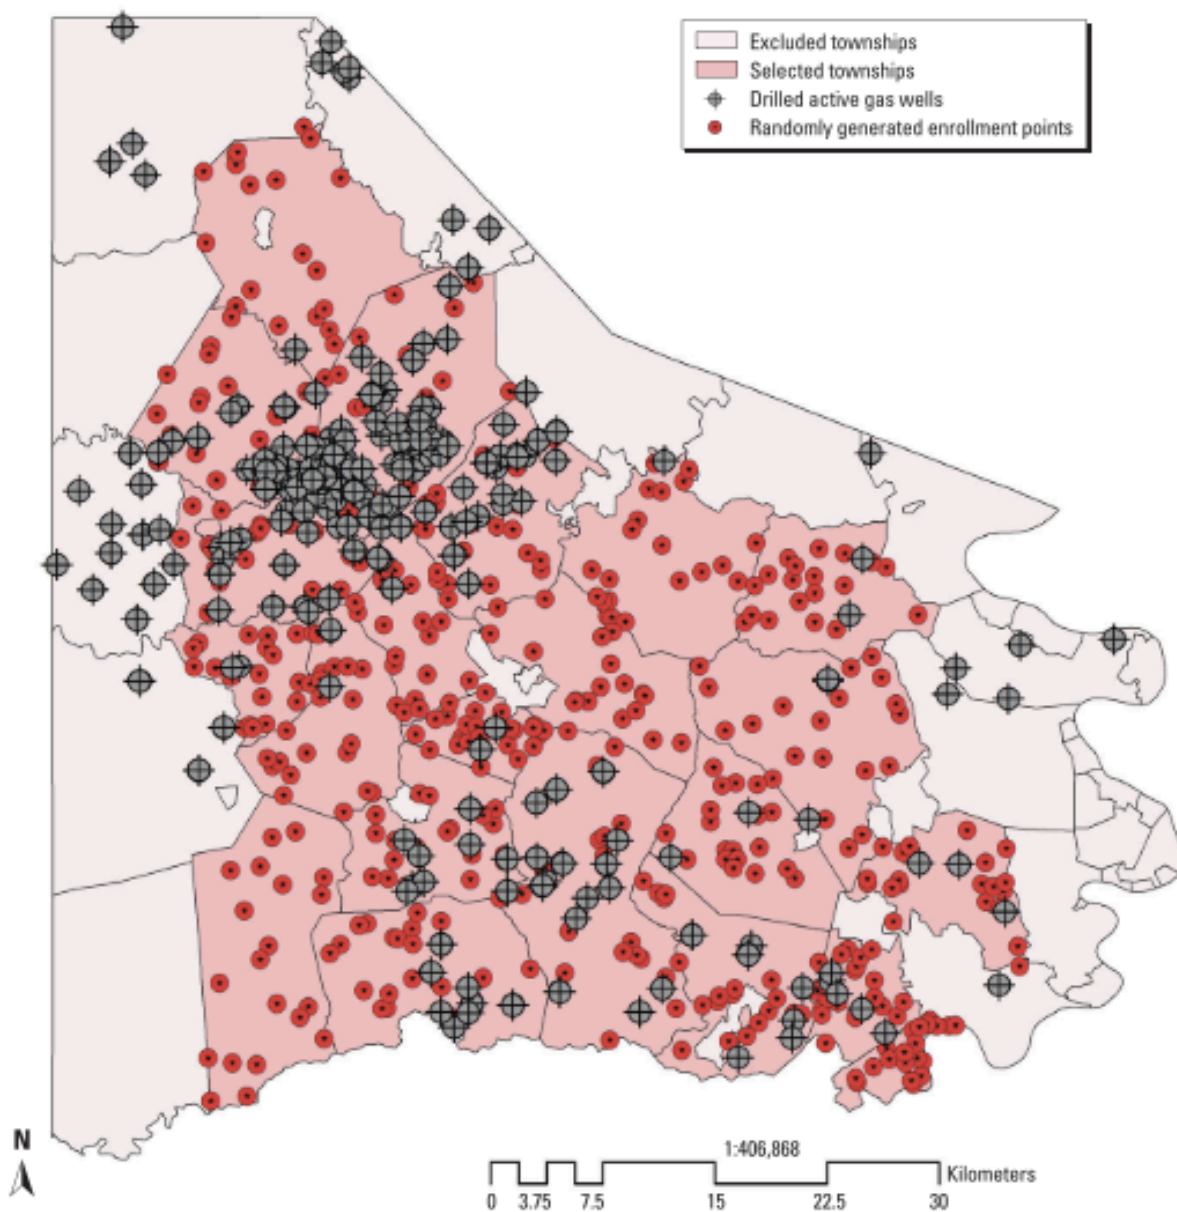 Excluded townships
Selected townships
Drilled active gas wells
Randomly generated enrollment points
N
1:406,868
Kilometers
0 3.75 7.5 15 22.5 30